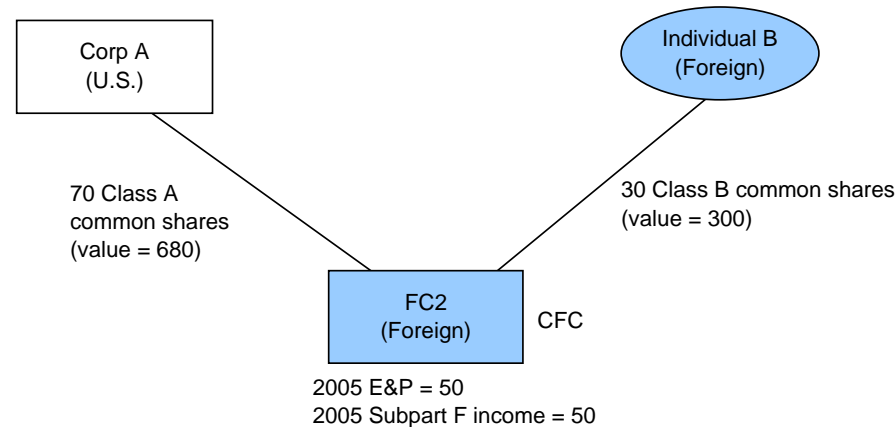 Corp A
(U.S.)
Individual B
(Foreign)
70 Class A
common shares
(value = 680)
30 Class B common shares
(value = 300)
FC2
(Foreign)
CFC
2005 E&P = 50
2005 Subpart F income = 50